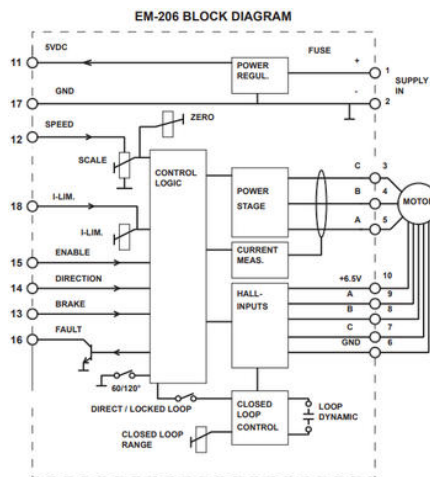 EM-206 BLOCK DIAGRAM
11 5VDC
POWER REGUL.
FUSE
+ 1
SUPPLY IN
- 2
17 GND
12 SPEED
ZERO
SCALE
CONTROL LOGIC
18 I-LIM.
I-LIM.
POWER STAGE
C 3
B 4
A 5
MOTOR
CURRENT MEAS.
15 ENABLE
14 DIRECTION
13 BRAKE
16 FAULT
HALL-INPUTS
+6.5V 10
A 9
B 8
C 7
GND 6
60/120°
DIRECT / LOCKED LOOP
CLOSED LOOP CONTROL
LOOP DYNAMIC
CLOSED LOOP RANGE